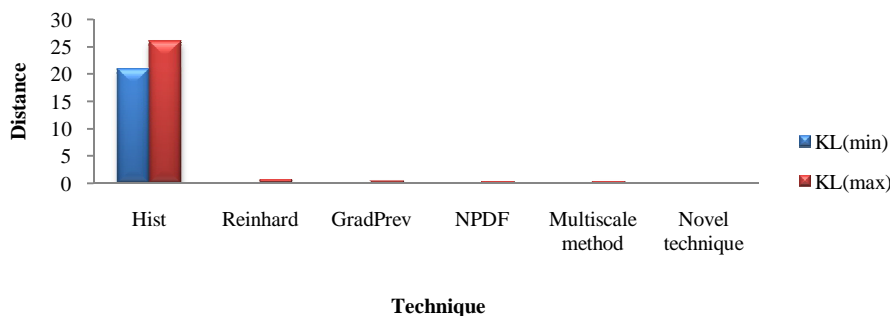 30
25
20
15
10
5
0
Distance
Hist
Reinhard
GradPrev
NPDF
Multiscale
method
Novel
technique
Technique
KL(min)
KL(max)